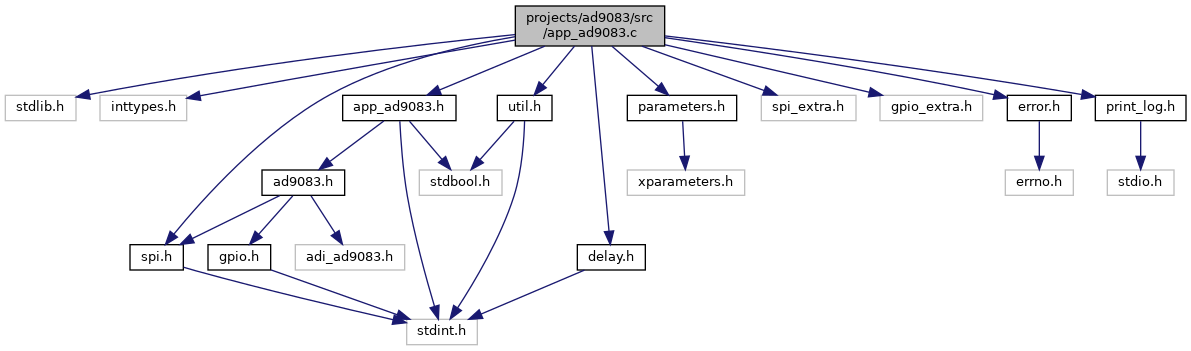 projects/ad9083/src
/app_ad9083.c
stdlib.h
inttypes.h
app_ad9083.h
util.h
parameters.h
spi_extra.h
gpio_extra.h
error.h
print_log.h
ad9083.h
stdbool.h
xparameters.h
errno.h
stdio.h
spi.h
gpio.h
adi_ad9083.h
delay.h
stdint.h